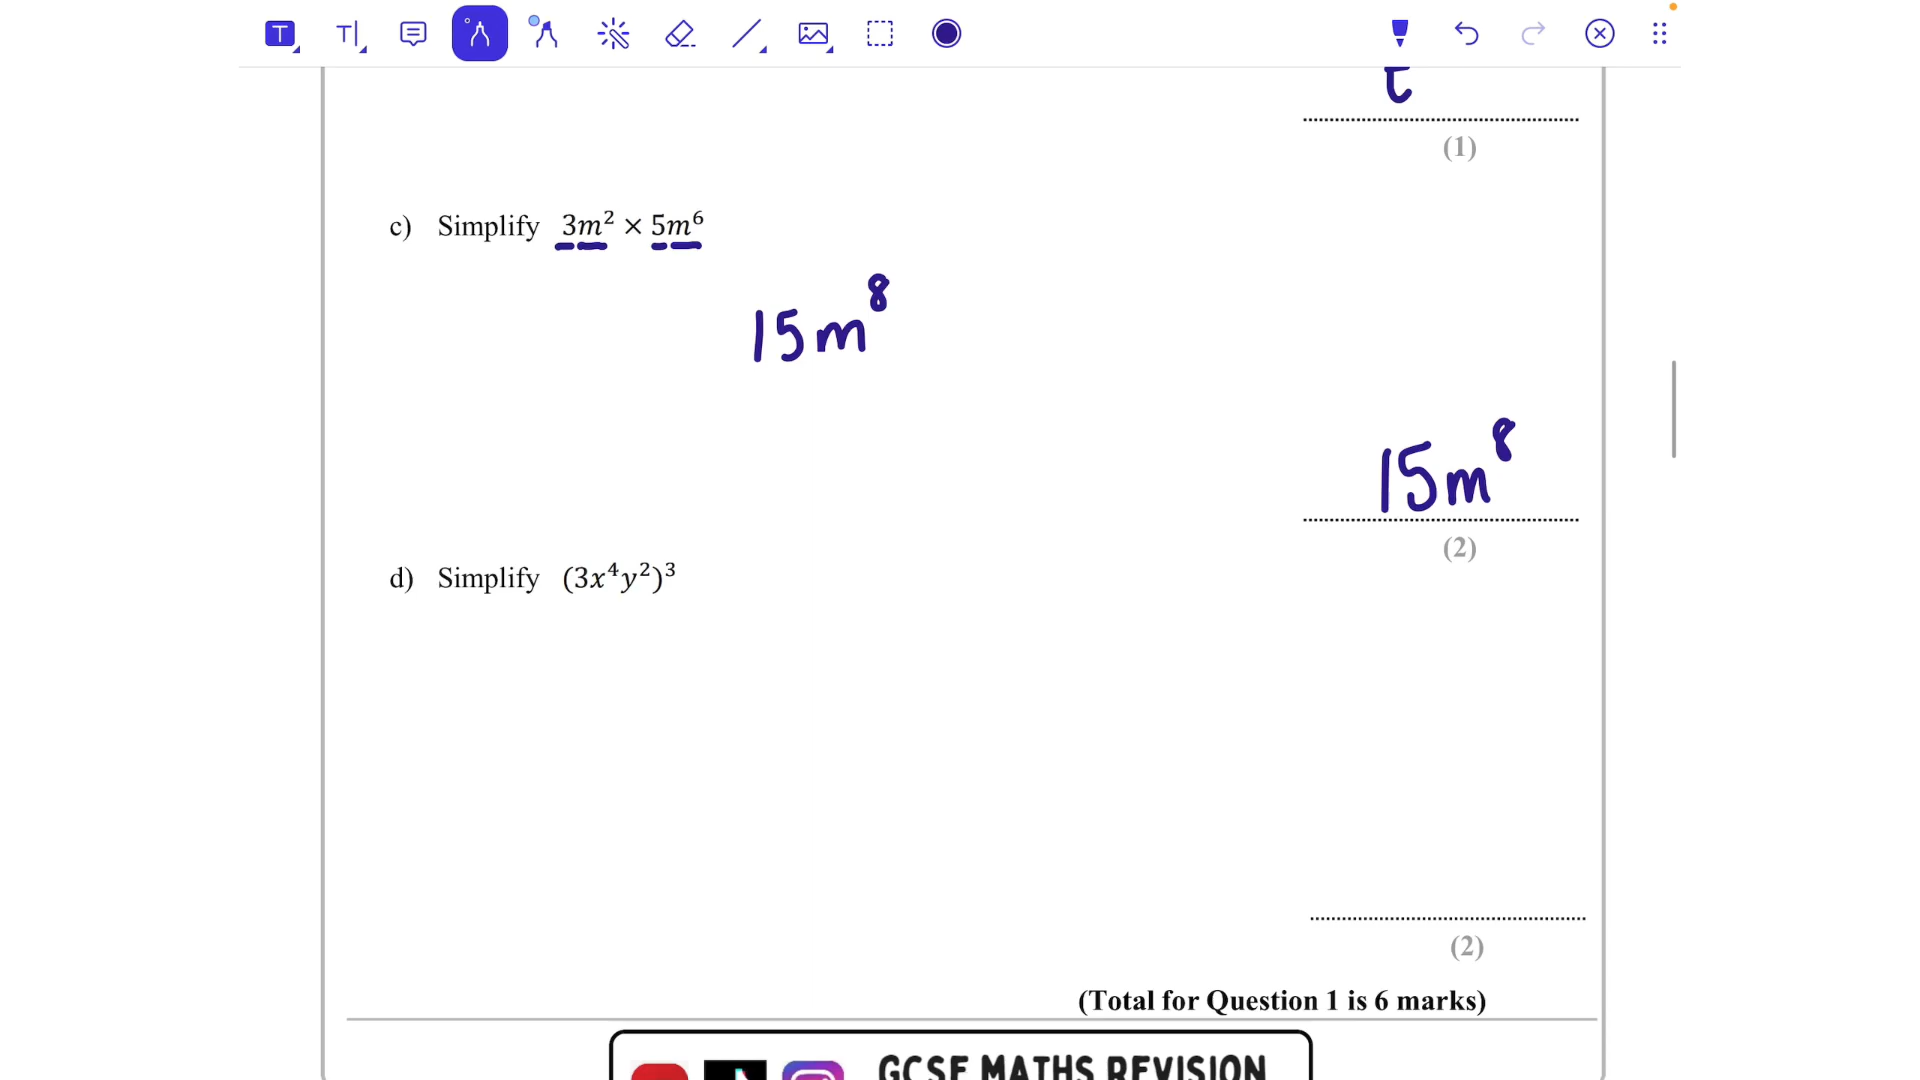 t
(1)
c) Simplify 3m² × 5m⁶
15m⁸
15m⁸
(2)
d) Simplify (3x⁴y²)³
(2)
(Total for Question 1 is 6 marks)
GCSE MATHS REVISION